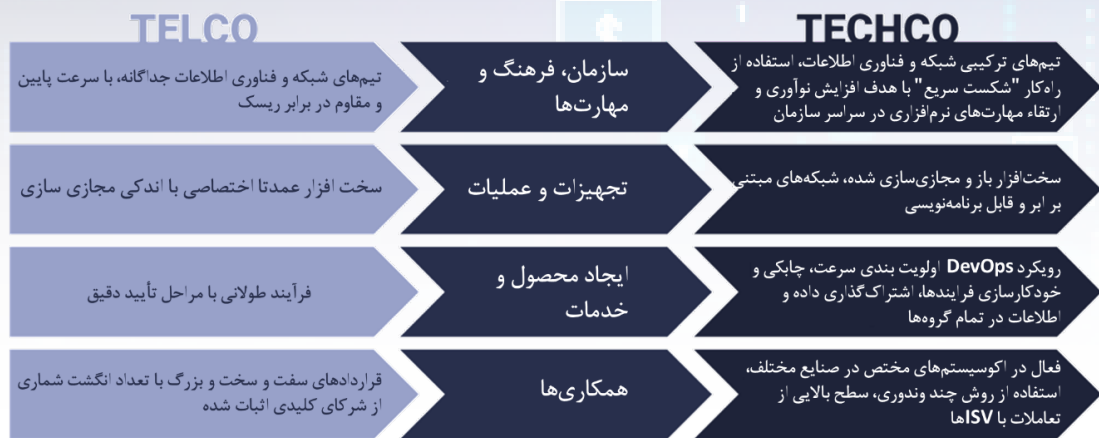 TELCO
TECHCO
تیم‌های شبکه و فناوری اطلاعات جداگانه، با سرعت پایین
و مقاوم در برابر ریسک
سازمان، فرهنگ و
مهارت‌ها
تیم‌های ترکیبی شبکه و فناوری اطلاعات، استفاده از
راه‌کار "شکست سریع" با هدف افزایش نوآوری و
ارتقاء مهارت‌های نرم‌افزاری در سراسر سازمان
سخت افزار عمدتا اختصاصی با اندکی مجازی سازی
تجهیزات و عملیات
سخت‌افزار باز و مجازی‌سازی شده، شبکه‌های مبتنی
بر ابر و قابل برنامه‌نویسی
فرآیند طولانی با مراحل تأیید دقیق
ایجاد محصول و
خدمات
رویکرد DevOps اولویت بندی سرعت، چابکی و
خودکارسازی فرایندها، اشتراک‌گذاری داده و
اطلاعات در تمام گروه‌ها
قراردادهای سفت و سخت و بزرگ با تعداد انگشت شماری
از شرکای کلیدی اثبات شده
همکاری‌ها
فعال در اکوسیستم‌های مختص در صنایع مختلف،
استفاده از روش چند وندوری، سطح بالایی از
تعاملات با ISVها